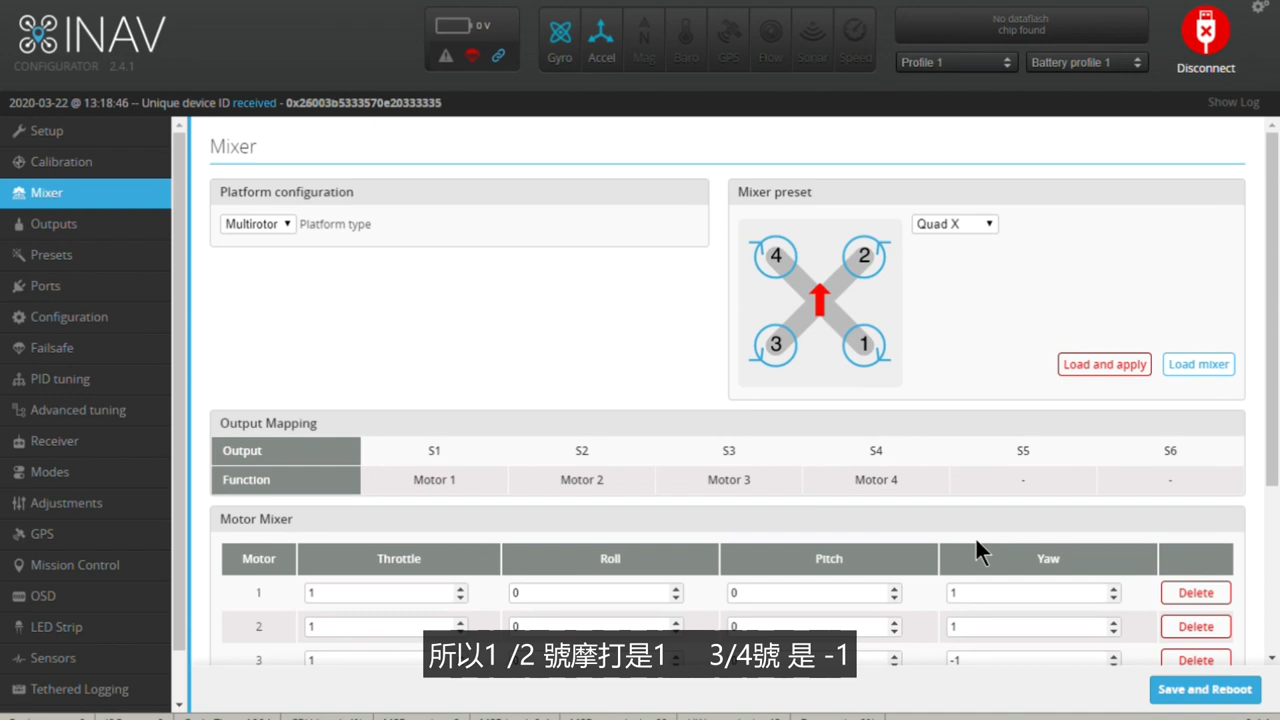 INAV
CONFIGURATOR 2.4.1
0 V
Gyro
Accel
Mag
Baro
GPS
Flow
Sonar
Speed
No dataflash
chip found
Profile 1
Battery profile 1
Disconnect
2020-03-22 @ 13:18:46 -- Unique device ID received - 0x26003b5333570e20333335
Show Log
Setup
Calibration
Mixer
Outputs
Presets
Ports
Configuration
Failsafe
PID tuning
Advanced tuning
Receiver
Modes
Adjustments
GPS
Mission Control
OSD
LED Strip
Sensors
Tethered Logging
Mixer
Platform configuration
Multirotor Platform type
Mixer preset
Quad X
4 2
3 1
Load and apply
Load mixer
Output Mapping
Output S1 S2 S3 S4 S5 S6
Function Motor 1 Motor 2 Motor 3 Motor 4 - -
Motor Mixer
Motor Throttle Roll Pitch Yaw
1 1 0 0 1 Delete
2 1 0 0 1 Delete
3 1 -1 Delete
所以1 /2 號摩打是1 3/4號 是 -1
Save and Reboot